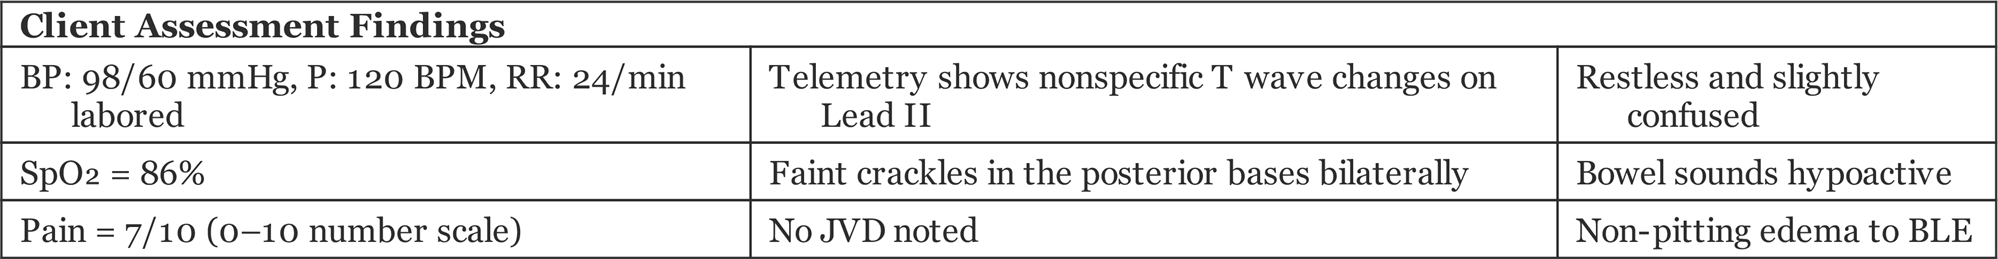 Client Assessment Findings
BP: 98/60 mmHg, P: 120 BPM, RR: 24/min
labored
Telemetry shows nonspecific T wave changes on
Lead II
Restless and slightly
confused
SpO2 = 86%
Faint crackles in the posterior bases bilaterally
Bowel sounds hypoactive
Pain = 7/10 (0–10 number scale)
No JVD noted
Non-pitting edema to BLE